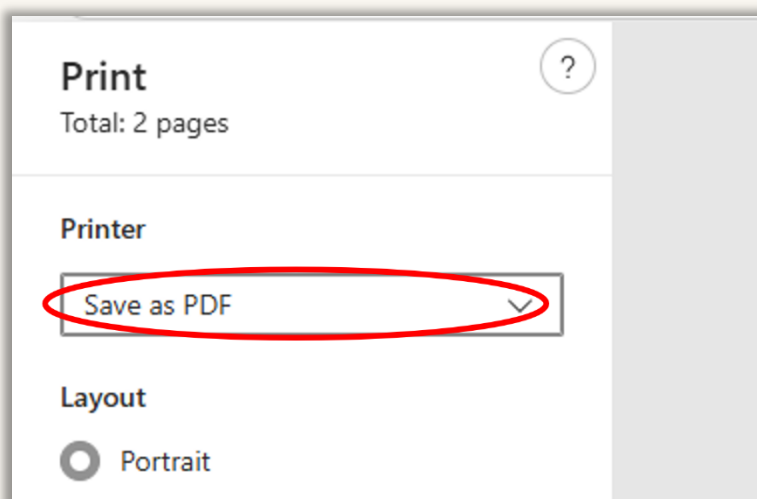 Print
?
Total: 2 pages
Printer
Save as PDF
Layout
Portrait